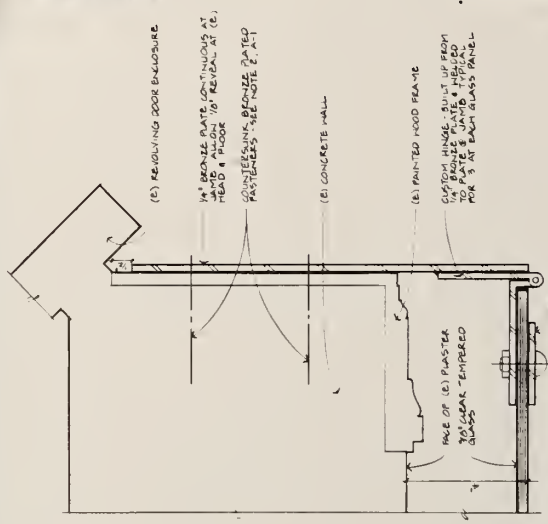 (E) REVOLVING DOOR ENCLOSURE
1/4" BRONZE PLATE CONTINUOUS AT
JAMB ALLOW 1/8" REVEAL AT (E)
HEAD & FLOOR
COUNTERSUNK BRONZE PLATED
FASTENERS - SEE NOTE 2, A-1
(E) CONCRETE WALL
(E) PAINTED WOOD FRAME
CUSTOM HINGE - BUILT UP FROM
1/4" BRONZE PLATE & WELDED
TO PLATE @ JAMB TYPICAL
FOR 3 AT EACH GLASS PANEL
FACE OF (E) PLASTER
3/8" CLEAR TEMPERED
GLASS